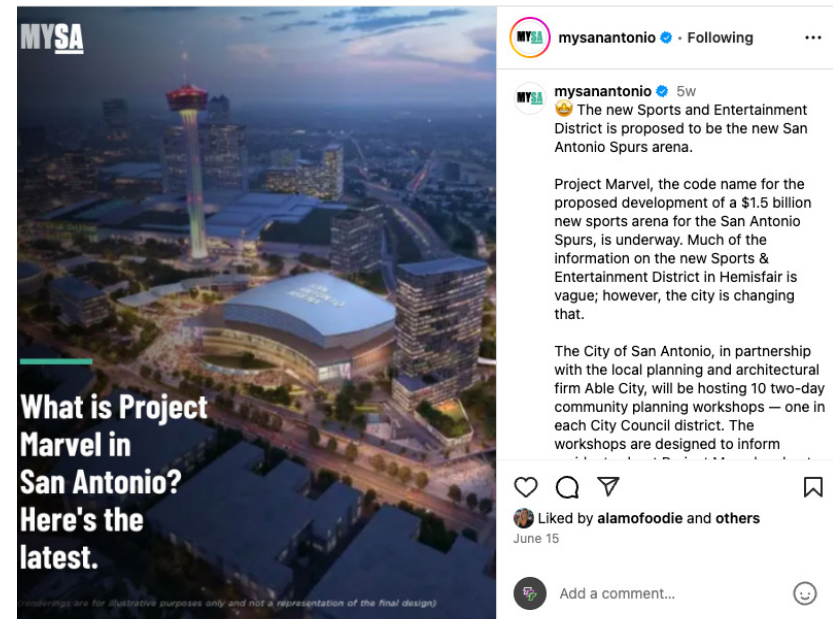 MYSA
What is Project
Marvel in
San Antonio?
Here's the
latest.
(renderings are for illustrative purposes only and not a representation of the final design)
MYSA
mysanantonio • Following
MYSA
mysanantonio 5w
🤩 The new Sports and Entertainment
District is proposed to be the new San
Antonio Spurs arena.
Project Marvel, the code name for the
proposed development of a $1.5 billion
new sports arena for the San Antonio
Spurs, is underway. Much of the
information on the new Sports &
Entertainment District in Hemisfair is
vague; however, the city is changing
that.
The City of San Antonio, in partnership
with the local planning and architectural
firm Able City, will be hosting 10 two-day
community planning workshops — one in
each City Council district. The
workshops are designed to inform
Liked by alamofoodie and others
June 15
Add a comment...